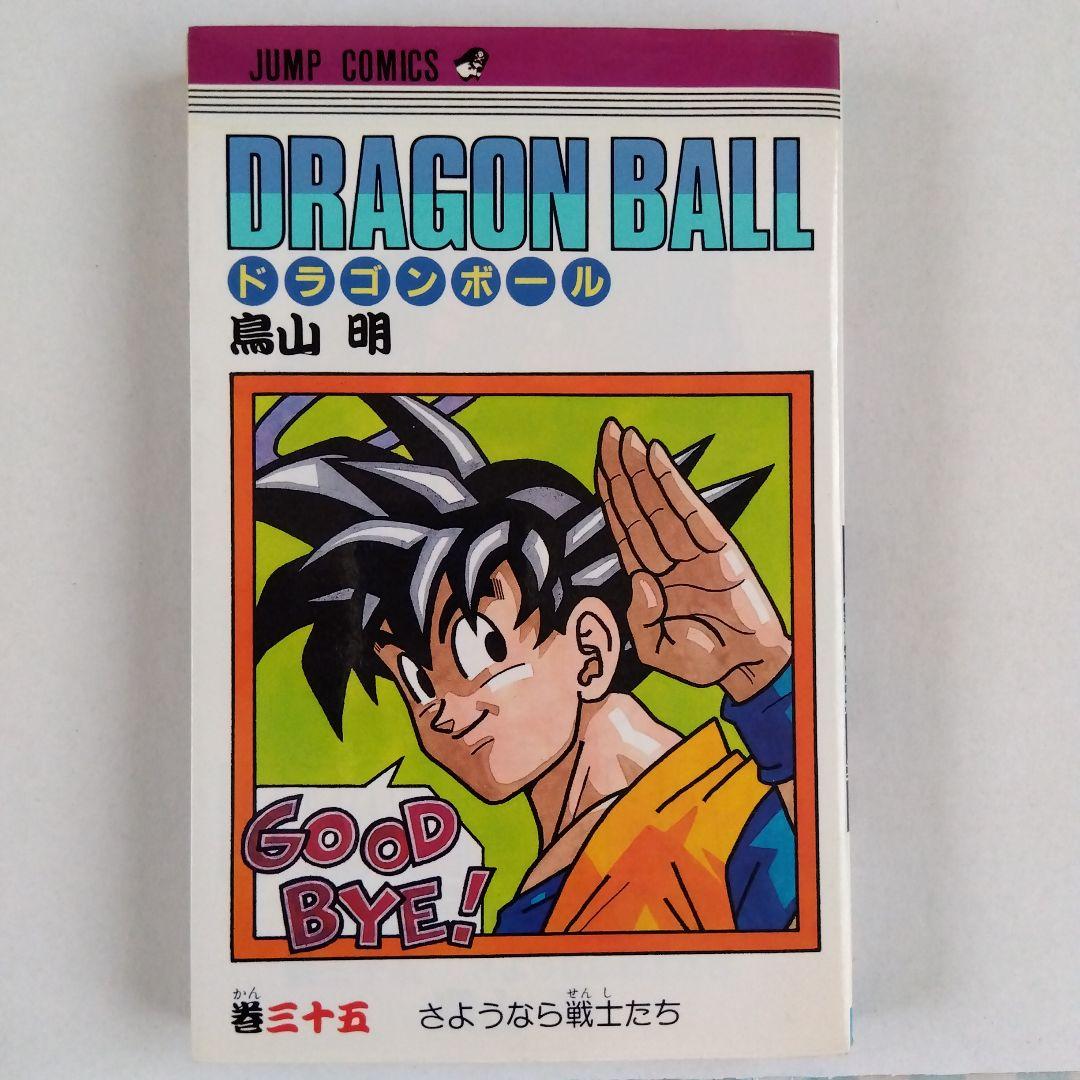 JUMP COMICS
DRAGON BALL
ドラゴンボール
鳥山 明
GOOD
BYE!
かん
巻三十五
せんし
さようなら戦士たち